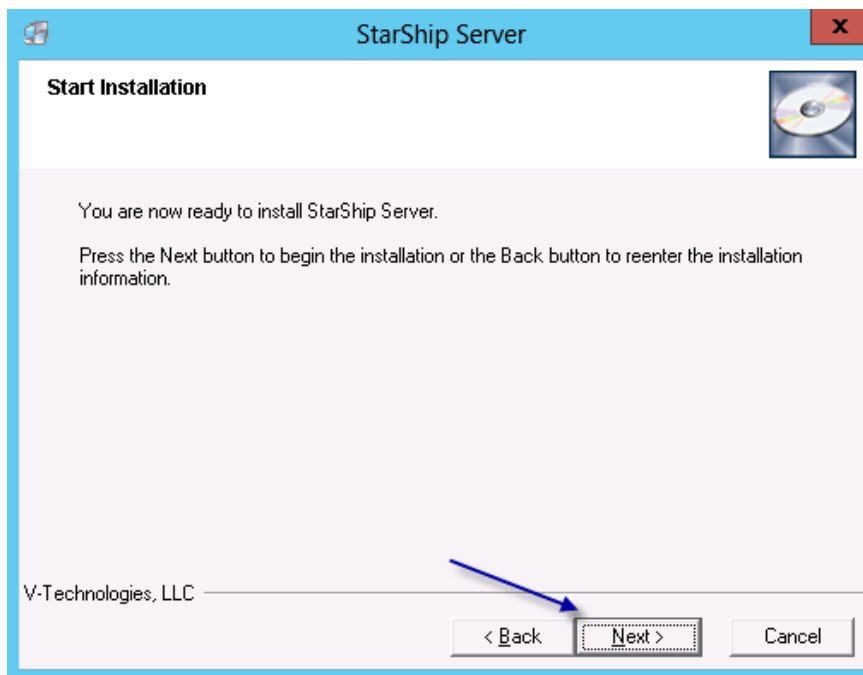 StarShip Server
x
Start Installation
You are now ready to install StarShip Server.
Press the Next button to begin the installation or the Back button to reenter the installation
information.
V-Technologies, LLC
< Back
Next >
Cancel